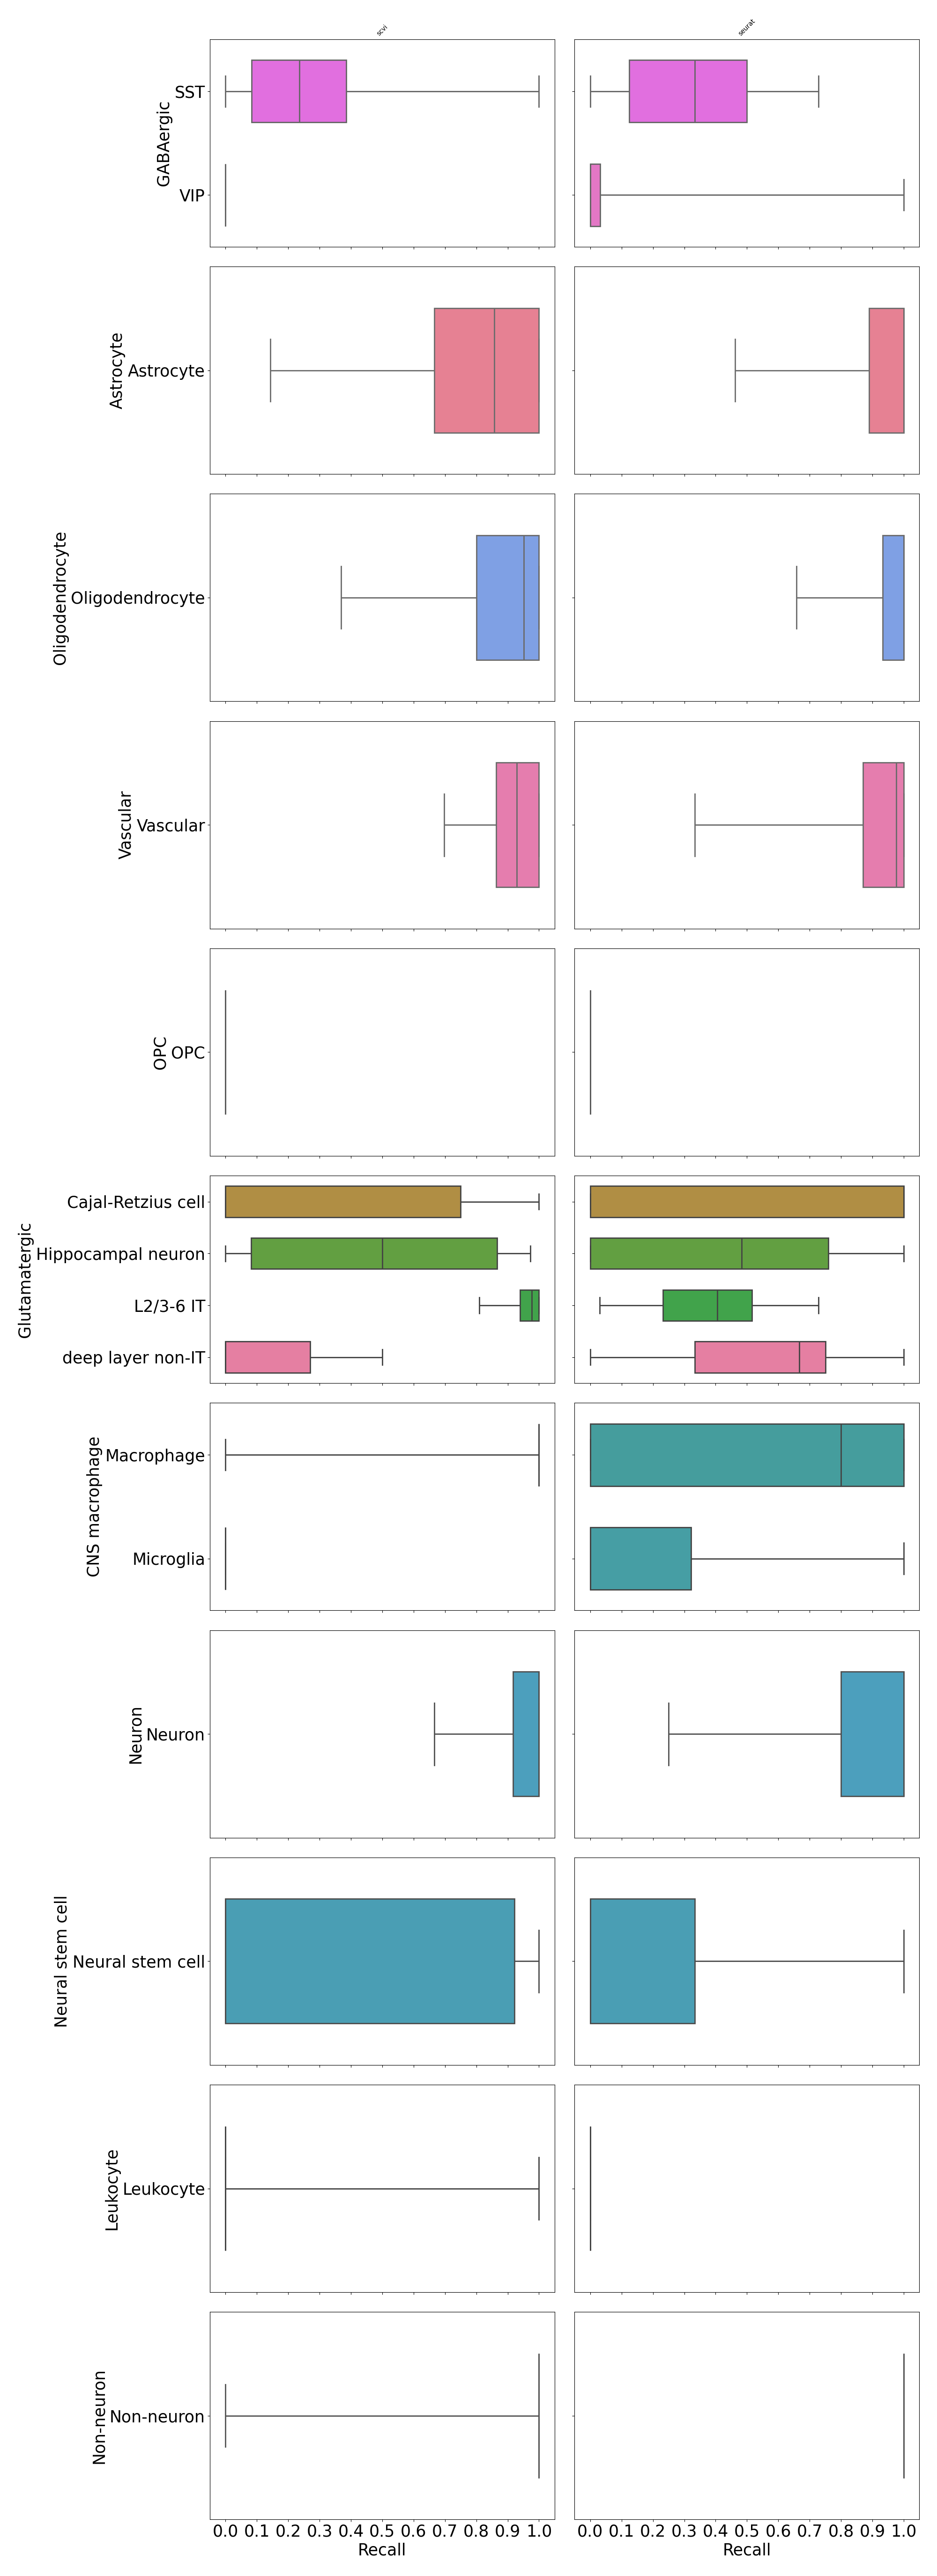 scvi seurat
GABAergic
SST
VIP
Astrocyte
Astrocyte
Oligodendrocyte
Oligodendrocyte
Vascular
Vascular
OPC
OPC
Glutamatergic
Cajal-Retzius cell
Hippocampal neuron
L2/3-6 IT
deep layer non-IT
CNS macrophage
Macrophage
Microglia
Neuron
Neuron
Neural stem cell
Neural stem cell
Leukocyte
Leukocyte
Non-neuron
Non-neuron
0.0 0.1 0.2 0.3 0.4 0.5 0.6 0.7 0.8 0.9 1.0 0.0 0.1 0.2 0.3 0.4 0.5 0.6 0.7 0.8 0.9 1.0
Recall Recall